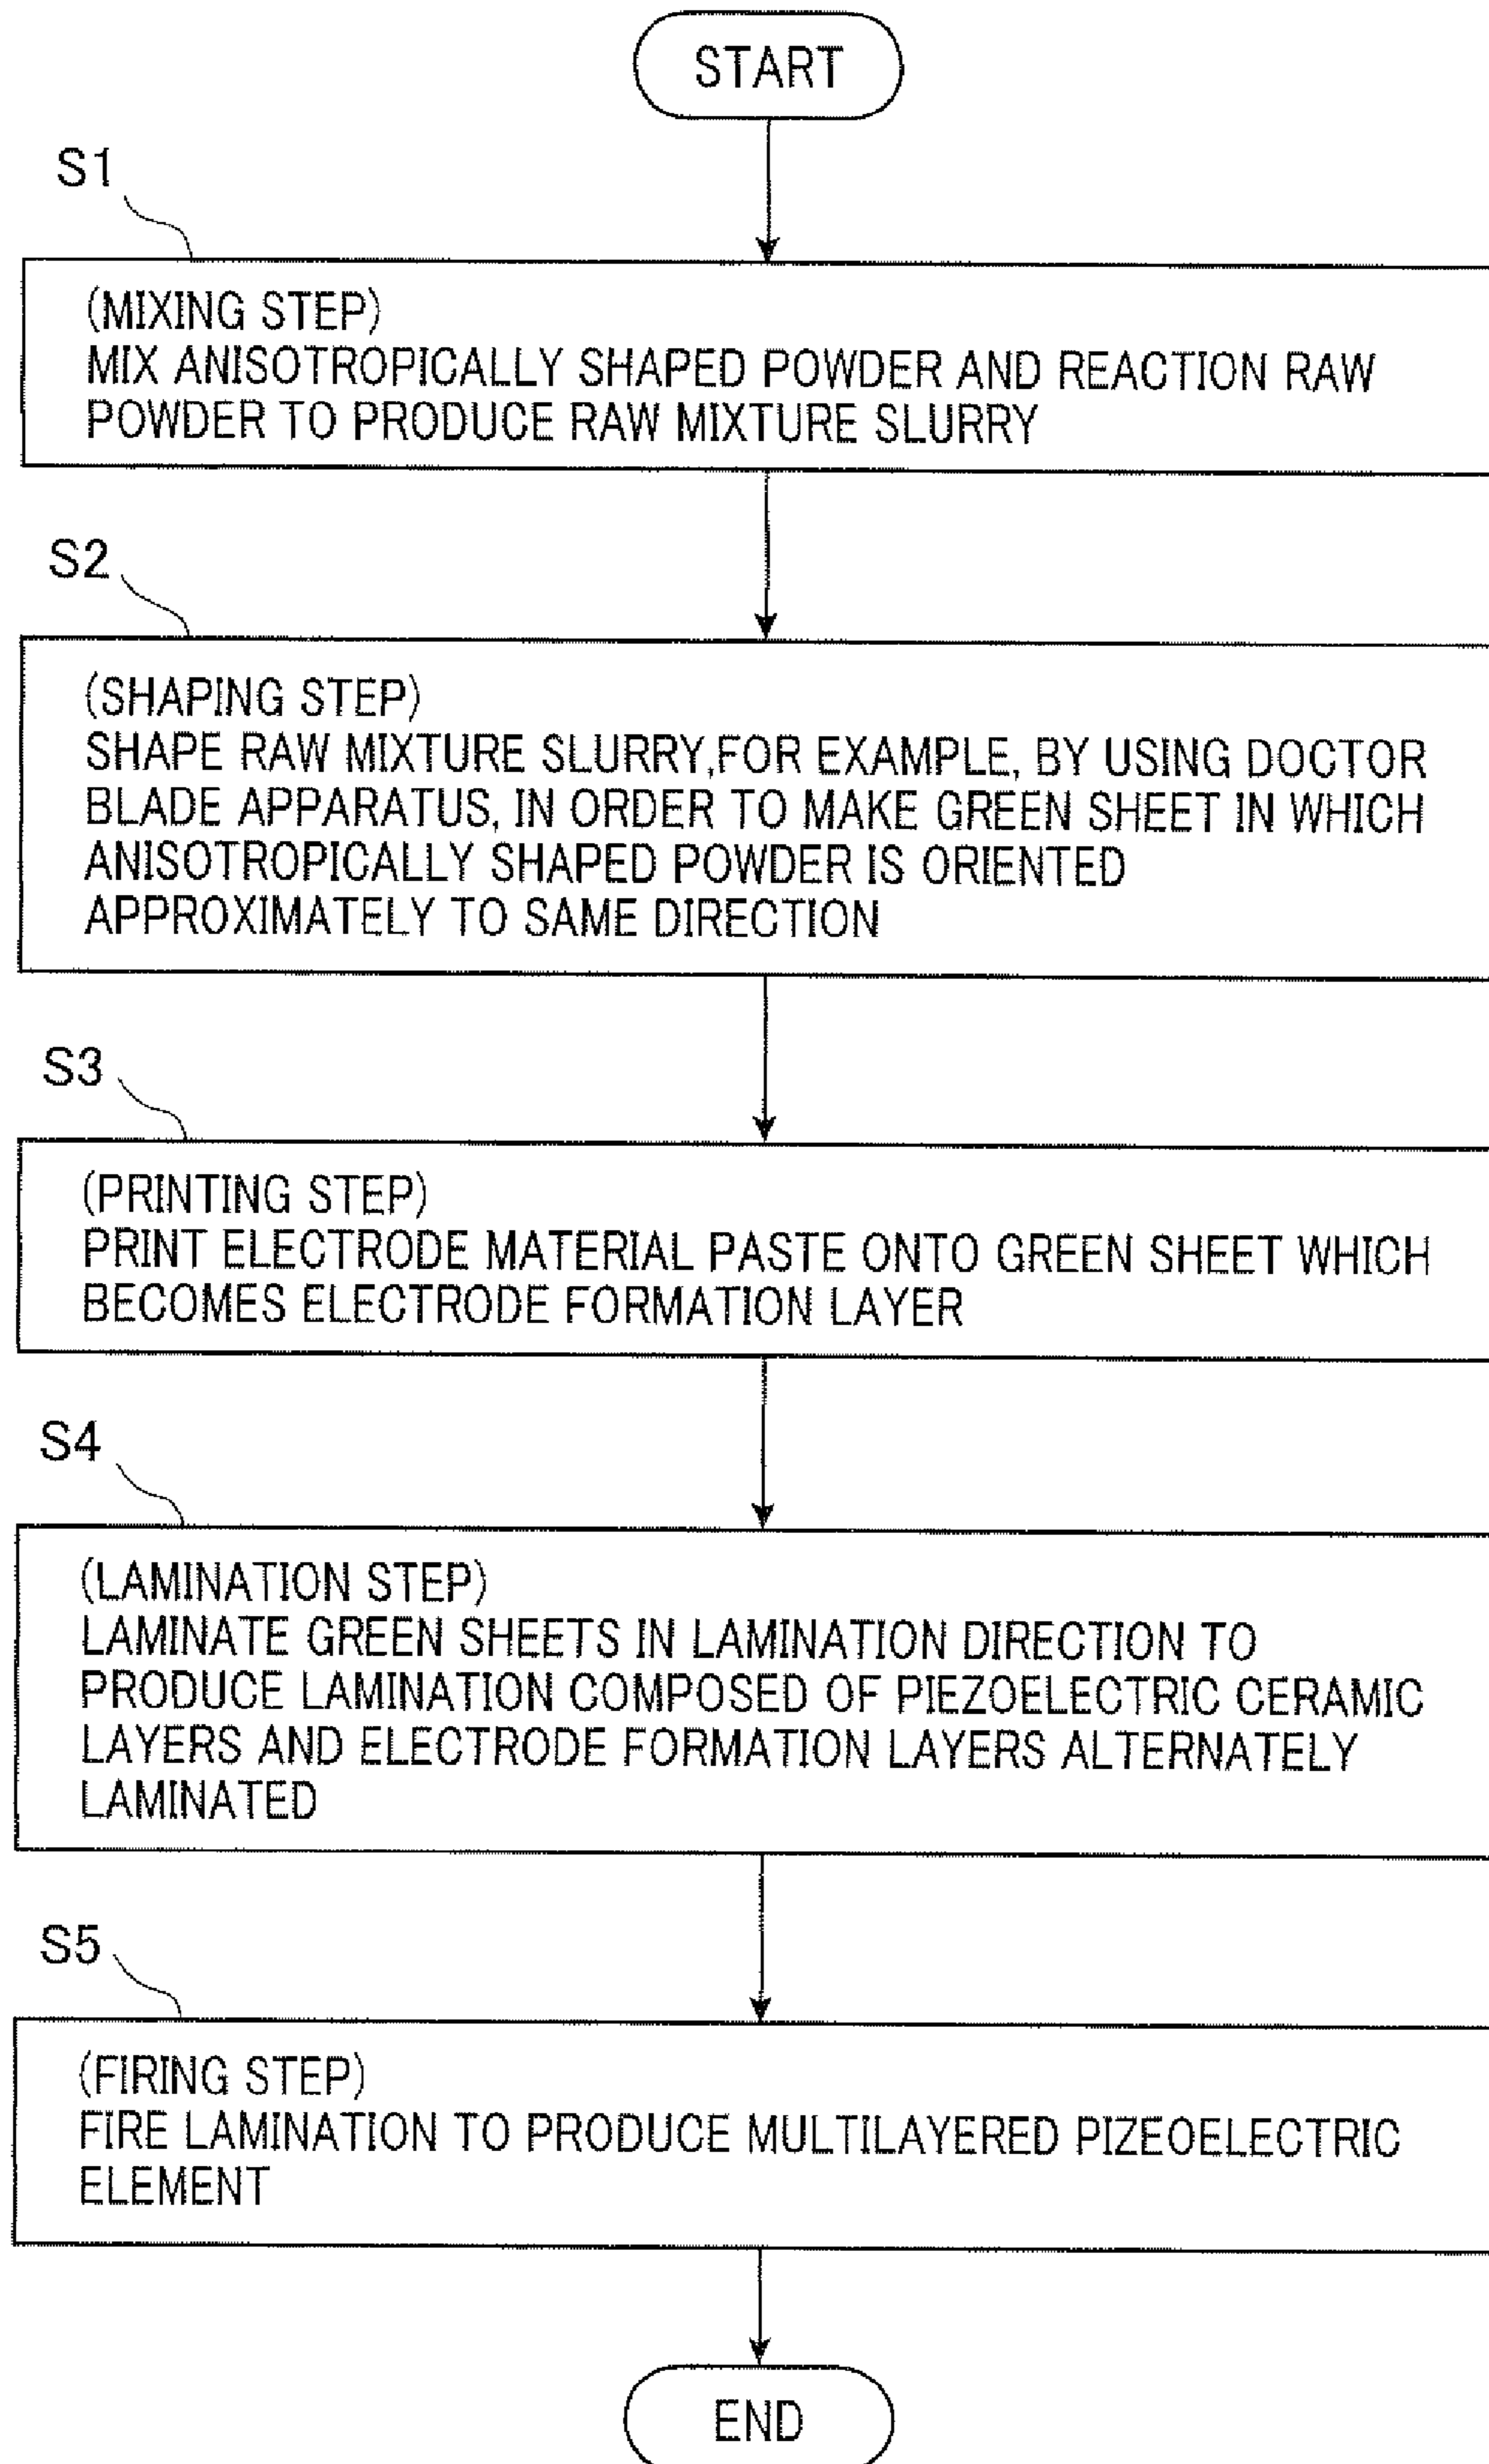 START
S1
(MIXING STEP)
MIX ANISOTROPICALLY SHAPED POWDER AND REACTION RAW
POWDER TO PRODUCE RAW MIXTURE SLURRY
S2
(SHAPING STEP)
SHAPE RAW MIXTURE SLURRY,FOR EXAMPLE, BY USING DOCTOR
BLADE APPARATUS, IN ORDER TO MAKE GREEN SHEET IN WHICH
ANISOTROPICALLY SHAPED POWDER IS ORIENTED
APPROXIMATELY TO SAME DIRECTION
S3
(PRINTING STEP)
PRINT ELECTRODE MATERIAL PASTE ONTO GREEN SHEET WHICH
BECOMES ELECTRODE FORMATION LAYER
S4
(LAMINATION STEP)
LAMINATE GREEN SHEETS IN LAMINATION DIRECTION TO
PRODUCE LAMINATION COMPOSED OF PIEZOELECTRIC CERAMIC
LAYERS AND ELECTRODE FORMATION LAYERS ALTERNATELY
LAMINATED
S5
(FIRING STEP)
FIRE LAMINATION TO PRODUCE MULTILAYERED PIZEOELECTRIC
ELEMENT
END